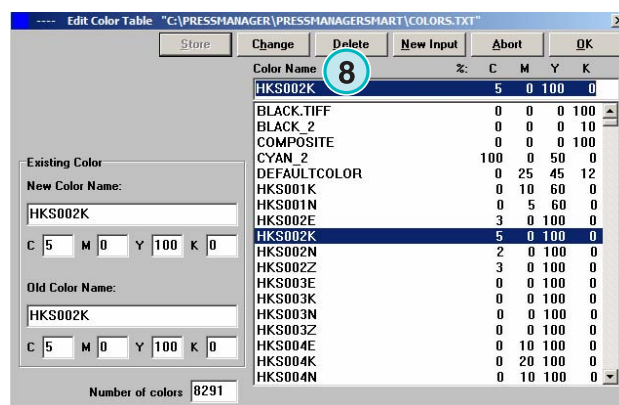 ---- Edit Color Table "C:\PRESSMANAGER\PRESSMANAGERSMART\COLORS.TXT"
Store Change Delete New Input Abort OK
Color Name 8 %: C M Y K
HKS002K 5 0 100 0
BLACK.TIFF 0 0 0 100
BLACK_2 0 0 0 10
COMPOSITE 0 0 0 100
CYAN_2 100 0 50 0
DEFAULTCOLOR 0 25 45 12
HKS001K 0 10 60 0
HKS001N 0 5 60 0
HKS002E 3 0 100 0
HKS002K 5 0 100 0
HKS002N 2 0 100 0
HKS002Z 3 0 100 0
HKS003E 0 0 100 0
HKS003K 0 0 100 0
HKS003N 0 0 100 0
HKS003Z 0 0 100 0
HKS004E 0 10 100 0
HKS004K 0 20 100 0
HKS004N 0 10 100 0
Existing Color
New Color Name:
HKS002K
C 5 M 0 Y 100 K 0
Old Color Name:
HKS002K
C 5 M 0 Y 100 K 0
Number of colors 8291